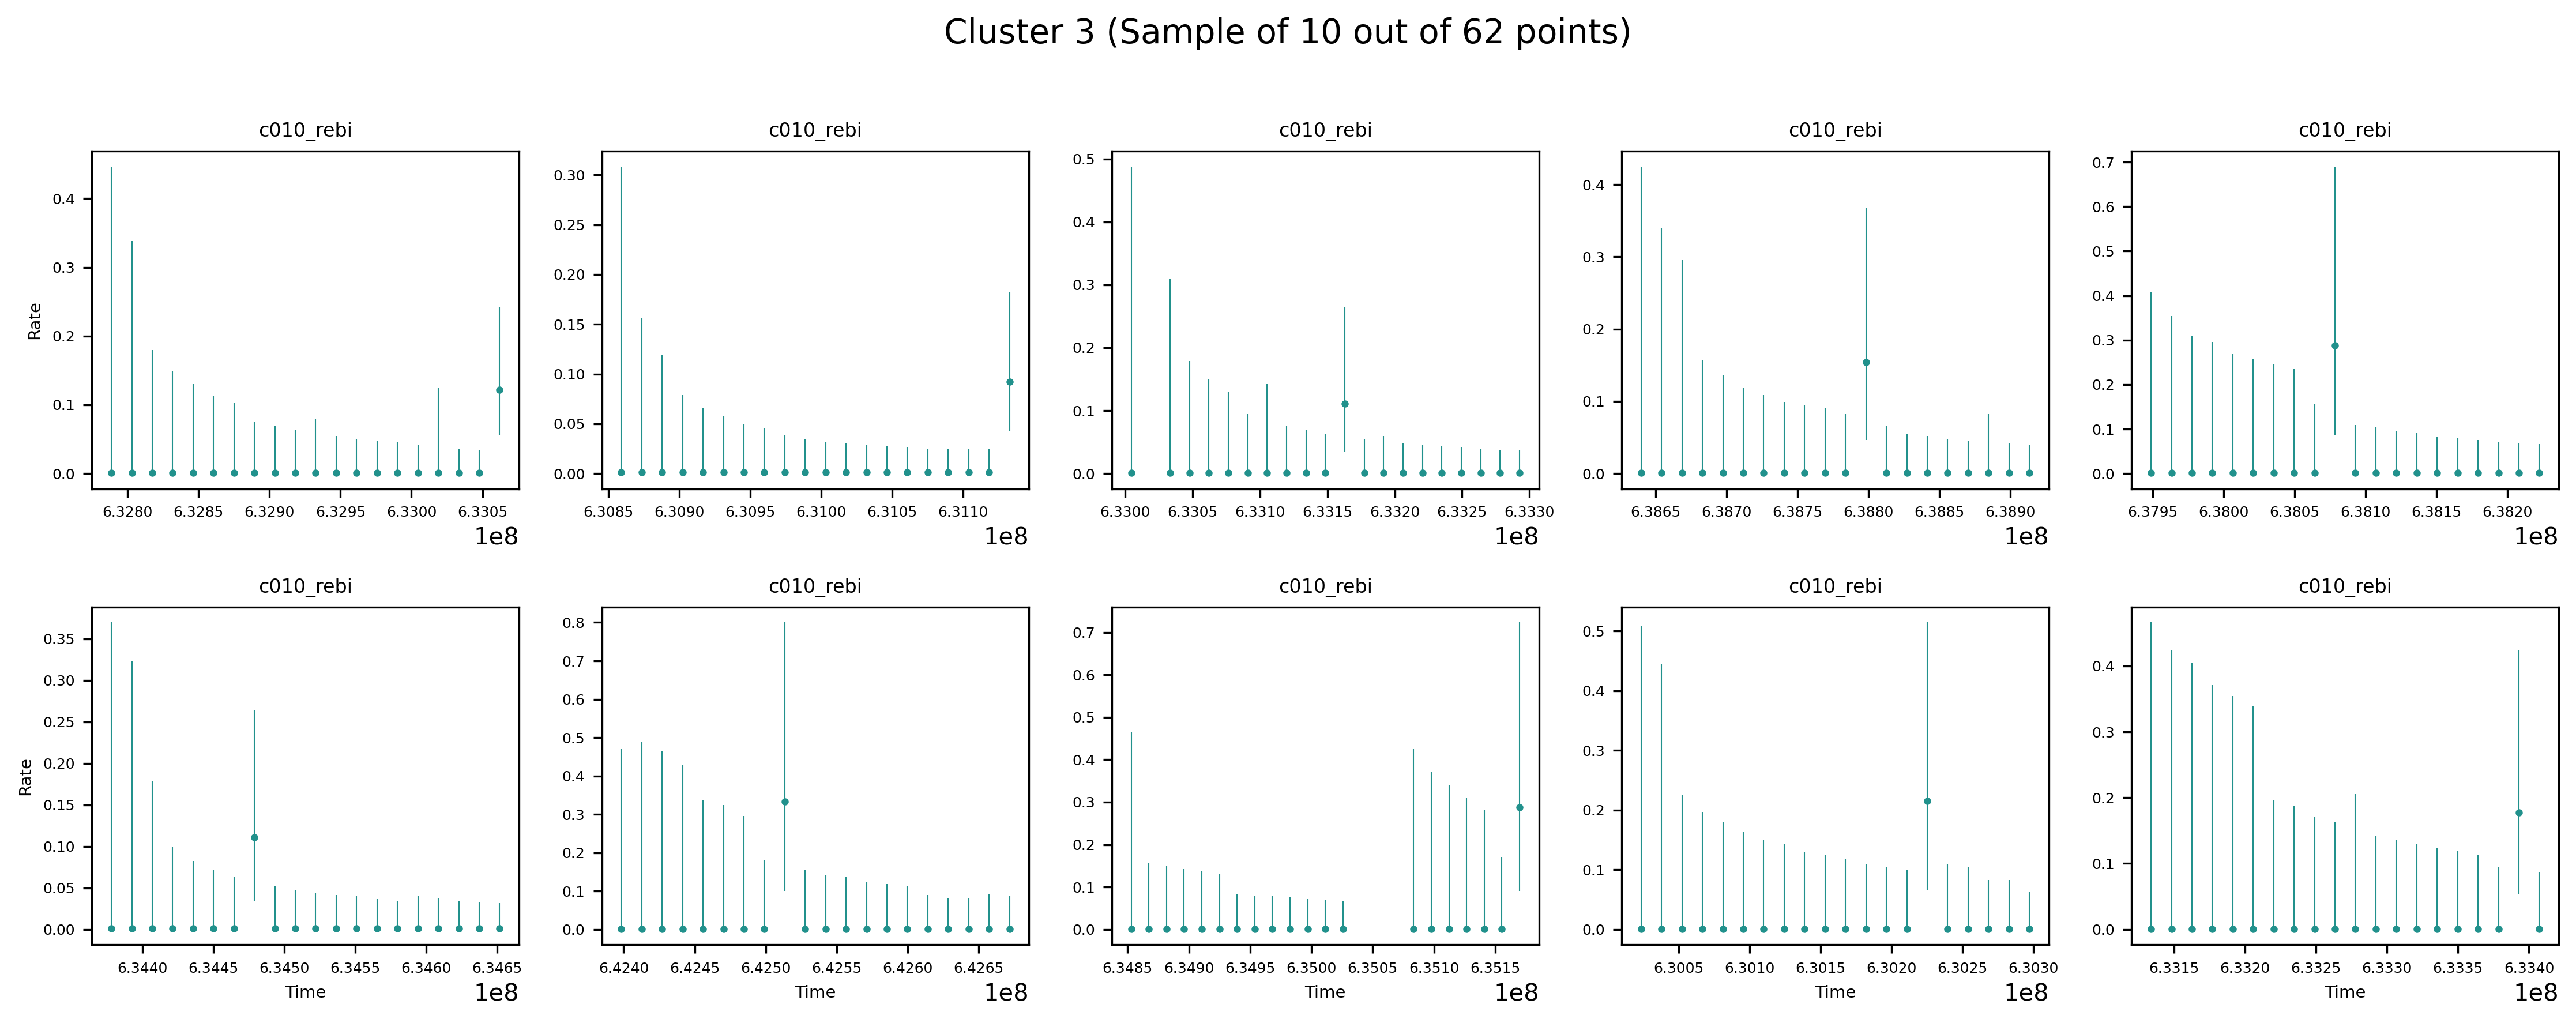 Cluster 3 (Sample of 10 out of 62 points)
c010_rebi c010_rebi c010_rebi c010_rebi c010_rebi
Rate
0.4 0.3 0.2 0.1 0.0
0.30 0.25 0.20 0.15 0.10 0.05 0.00
0.5 0.4 0.3 0.2 0.1 0.0
0.4 0.3 0.2 0.1 0.0
0.7 0.6 0.5 0.4 0.3 0.2 0.1 0.0
6.3280 6.3285 6.3290 6.3295 6.3300 6.3305
6.3085 6.3090 6.3095 6.3100 6.3105 6.3110
6.3300 6.3305 6.3310 6.3315 6.3320 6.3325 6.3330
6.3865 6.3870 6.3875 6.3880 6.3885 6.3890
6.3795 6.3800 6.3805 6.3810 6.3815 6.3820
1e8 1e8 1e8 1e8 1e8
c010_rebi c010_rebi c010_rebi c010_rebi c010_rebi
Rate
0.35 0.30 0.25 0.20 0.15 0.10 0.05 0.00
0.8 0.7 0.6 0.5 0.4 0.3 0.2 0.1 0.0
0.7 0.6 0.5 0.4 0.3 0.2 0.1 0.0
0.5 0.4 0.3 0.2 0.1 0.0
0.4 0.3 0.2 0.1 0.0
6.3440 6.3445 6.3450 6.3455 6.3460 6.3465
6.4240 6.4245 6.4250 6.4255 6.4260 6.4265
6.3485 6.3490 6.3495 6.3500 6.3505 6.3510 6.3515
6.3005 6.3010 6.3015 6.3020 6.3025 6.3030
6.3315 6.3320 6.3325 6.3330 6.3335 6.3340
Time 1e8 Time 1e8 Time 1e8 Time 1e8 Time 1e8